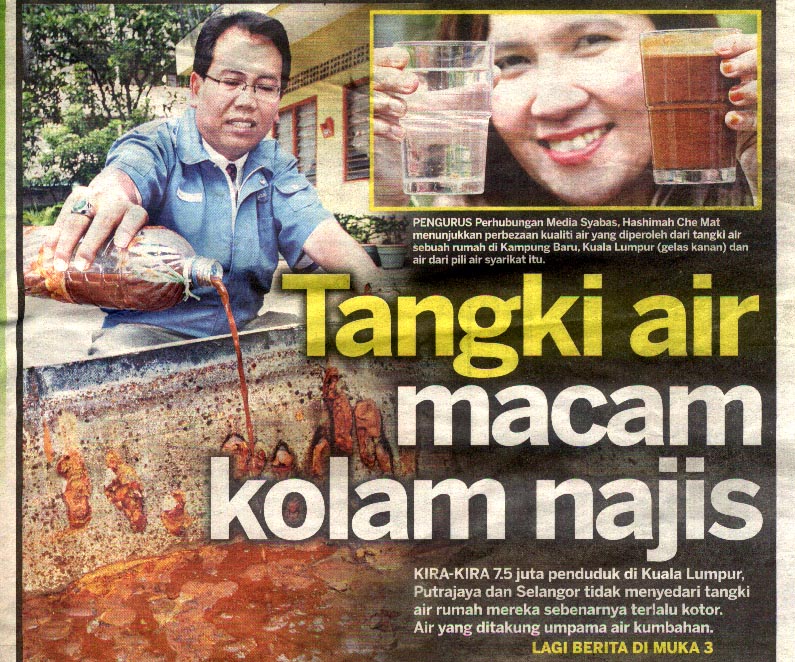 PENGURUS Perhubungan Media Syabas, Hashimah Che Mat
menunjukkan perbezaan kualiti air yang diperoleh dari tangki air
sebuah rumah di Kampung Baru, Kuala Lumpur (gelas kanan) dan
air dari pili air syarikat itu.
Tangki air
macam
kolam najis
KIRA-KIRA 7.5 juta penduduk di Kuala Lumpur,
Putrajaya dan Selangor tidak menyedari tangki
air rumah mereka sebenarnya terlalu kotor.
Air yang ditakung umpama air kumbahan.
LAGI BERITA DI MUKA 3